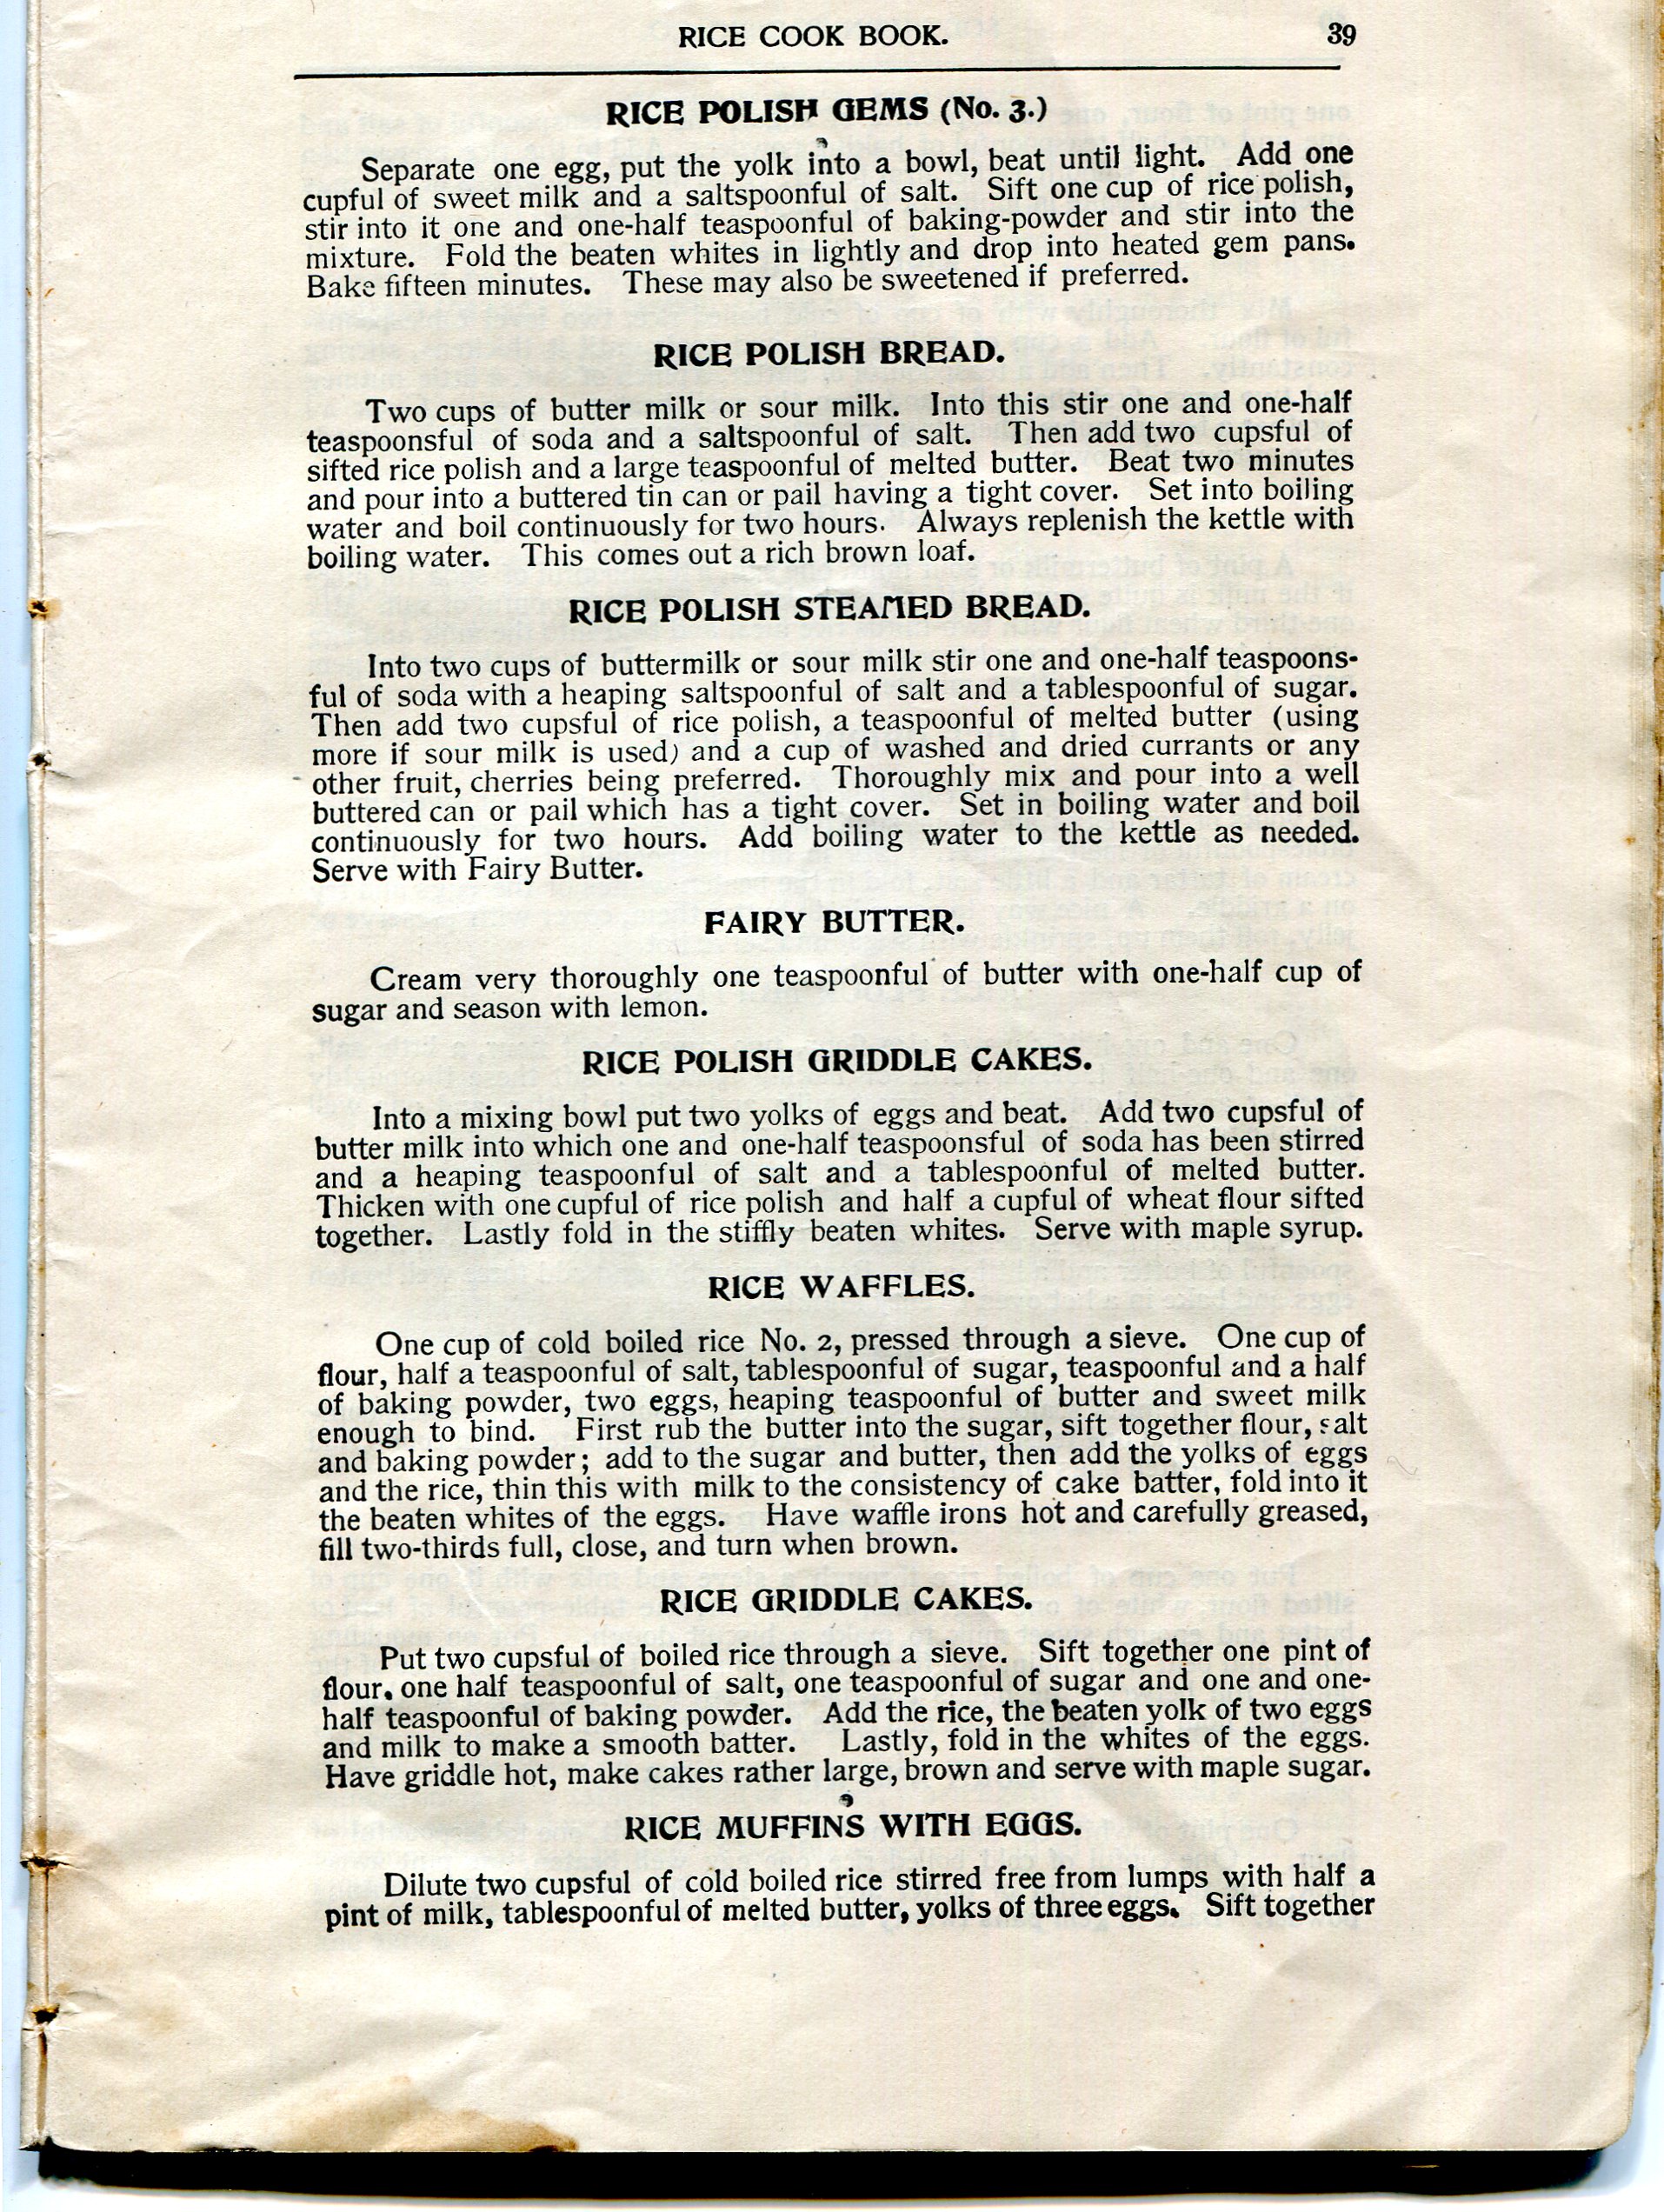 RICE COOK BOOK. 39
RICE POLISH GEMS (No. 3.)
Separate one egg, put the yolk into a bowl, beat until light. Add one
cupful of sweet milk and a saltspoonful of salt. Sift one cup of rice polish,
stir into it one and one-half teaspoonful of baking-powder and stir into the
mixture. Fold the beaten whites in lightly and drop into heated gem pans.
Bake fifteen minutes. These may also be sweetened if preferred.
RICE POLISH BREAD.
Two cups of butter milk or sour milk. Into this stir one and one-half
teaspoonsful of soda and a saltspoonful of salt. Then add two cupsful of
sifted rice polish and a large teaspoonful of melted butter. Beat two minutes
and pour into a buttered tin can or pail having a tight cover. Set into boiling
water and boil continuously for two hours. Always replenish the kettle with
boiling water. This comes out a rich brown loaf.
RICE POLISH STEAMED BREAD.
Into two cups of buttermilk or sour milk stir one and one-half teaspoons-
ful of soda with a heaping saltspoonful of salt and a tablespoonful of sugar.
Then add two cupsful of rice polish, a teaspoonful of melted butter (using
more if sour milk is used) and a cup of washed and dried currants or any
other fruit, cherries being preferred. Thoroughly mix and pour into a well
buttered can or pail which has a tight cover. Set in boiling water and boil
continuously for two hours. Add boiling water to the kettle as needed.
Serve with Fairy Butter.
FAIRY BUTTER.
Cream very thoroughly one teaspoonful of butter with one-half cup of
sugar and season with lemon.
RICE POLISH GRIDDLE CAKES.
Into a mixing bowl put two yolks of eggs and beat. Add two cupsful of
butter milk into which one and one-half teaspoonsful of soda has been stirred
and a heaping teaspoonful of salt and a tablespoonful of melted butter.
Thicken with one cupful of rice polish and half a cupful of wheat flour sifted
together. Lastly fold in the stiffly beaten whites. Serve with maple syrup.
RICE WAFFLES.
One cup of cold boiled rice No. 2, pressed through a sieve. One cup of
flour, half a teaspoonful of salt, tablespoonful of sugar, teaspoonful and a half
of baking powder, two eggs, heaping teaspoonful of butter and sweet milk
enough to bind. First rub the butter into the sugar, sift together flour, salt
and baking powder; add to the sugar and butter, then add the yolks of eggs
and the rice, thin this with milk to the consistency of cake batter, fold into it
the beaten whites of the eggs. Have waffle irons hot and carefully greased,
fill two-thirds full, close, and turn when brown.
RICE GRIDDLE CAKES.
Put two cupsful of boiled rice through a sieve. Sift together one pint of
flour, one half teaspoonful of salt, one teaspoonful of sugar and one and one-
half teaspoonful of baking powder. Add the rice, the beaten yolk of two eggs
and milk to make a smooth batter. Lastly, fold in the whites of the eggs.
Have griddle hot, make cakes rather large, brown and serve with maple sugar.
RICE MUFFINS WITH EGGS.
Dilute two cupsful of cold boiled rice stirred free from lumps with half a
pint of milk, tablespoonful of melted butter, yolks of three eggs. Sift together